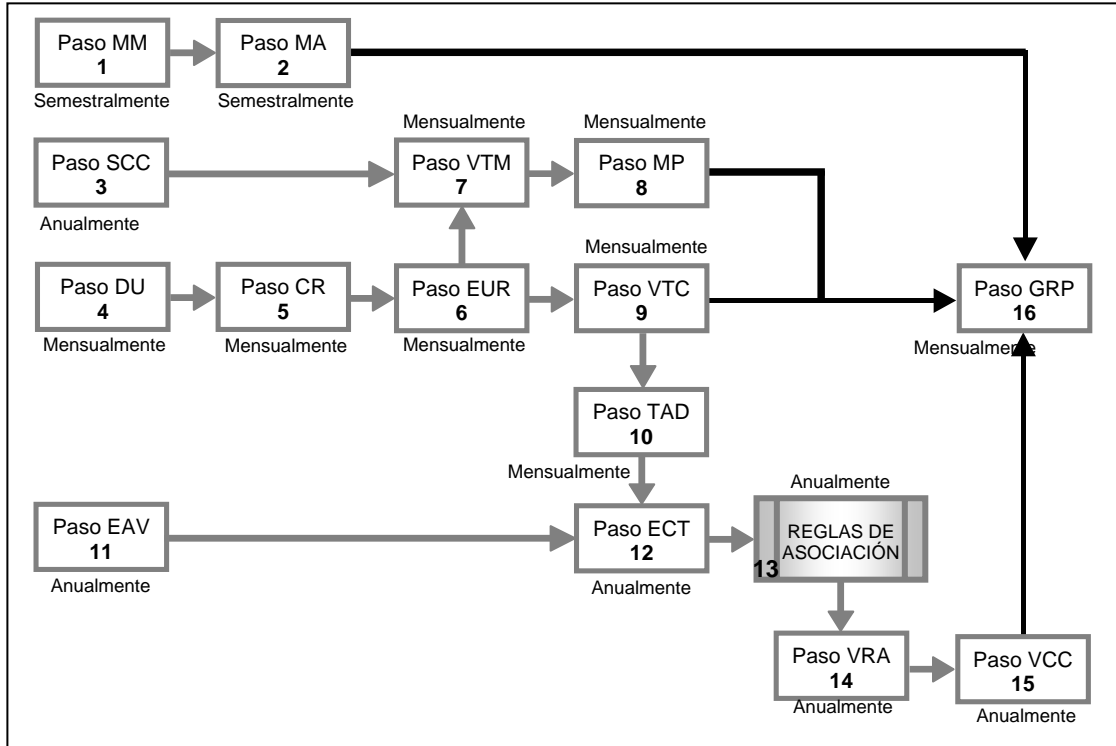 Paso MM
1
Semestralmente
Paso MA
2
Semestralmente
Paso SCC
3
Anualmente
Mensualmente
Paso VTM
7
Mensualmente
Paso MP
8
Paso DU
4
Mensualmente
Paso CR
5
Mensualmente
Paso EUR
6
Mensualmente
Mensualmente
Paso VTC
9
Paso GRP
16
Mensualmente
Paso TAD
10
Mensualmente
Paso EAV
11
Anualmente
Paso ECT
12
Anualmente
Anualmente
REGLAS DE
ASOCIACIÓN
13
Paso VRA
14
Anualmente
Paso VCC
15
Anualmente